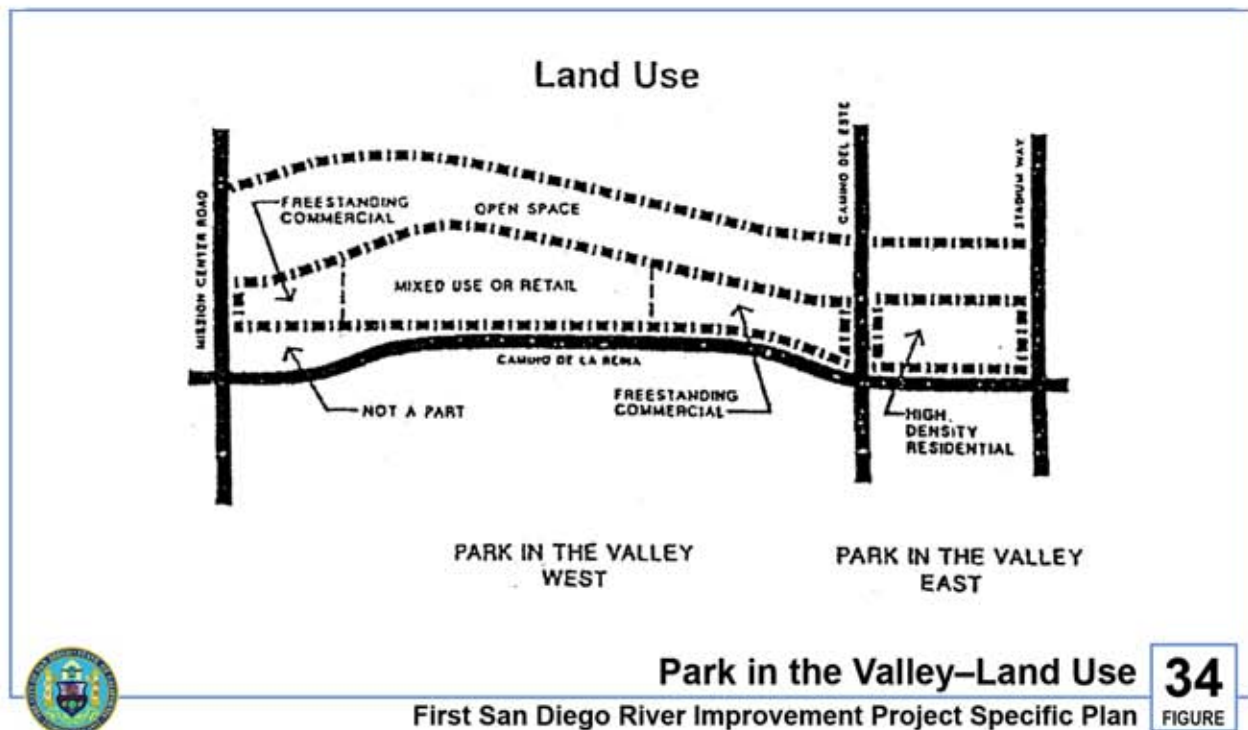 Land Use
MISSION CENTER ROAD
CAMINO DEL ESTE
STADIUM WAY
FREESTANDING
COMMERCIAL
OPEN SPACE
MIXED USE OR RETAIL
CAMINO DE LA REINA
NOT A PART
FREESTANDING
COMMERCIAL
HIGH
DENSITY
RESIDENTIAL
PARK IN THE VALLEY
WEST
PARK IN THE VALLEY
EAST
Park in the Valley–Land Use
First San Diego River Improvement Project Specific Plan
34
FIGURE